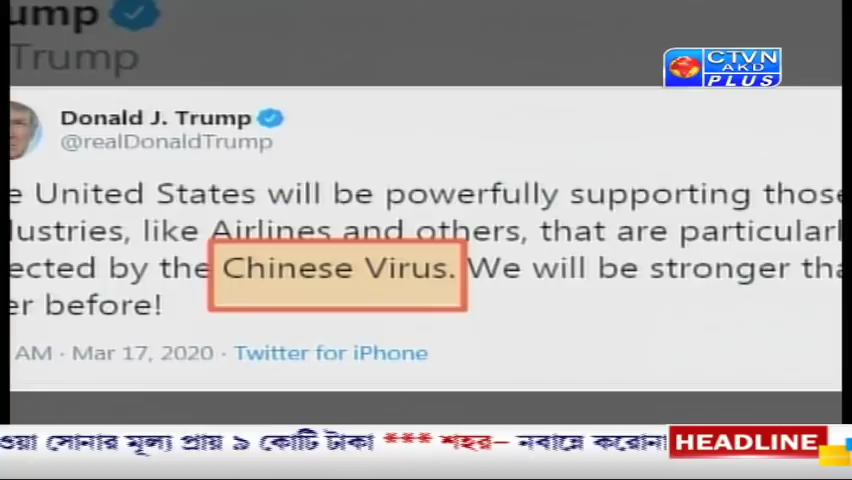 ump
Trump
CTVN
AKD
PLUS
Donald J. Trump
@realDonaldTrump
e United States will be powerfully supporting those
lustries, like Airlines and others, that are particularl
ected by the Chinese Virus. We will be stronger tha
er before!
AM · Mar 17, 2020 · Twitter for iPhone
ওয়া সোনার মূল্য প্রায় ৯ কোটি টাকা *** শহর- নবান্নে করোনা
HEADLINE